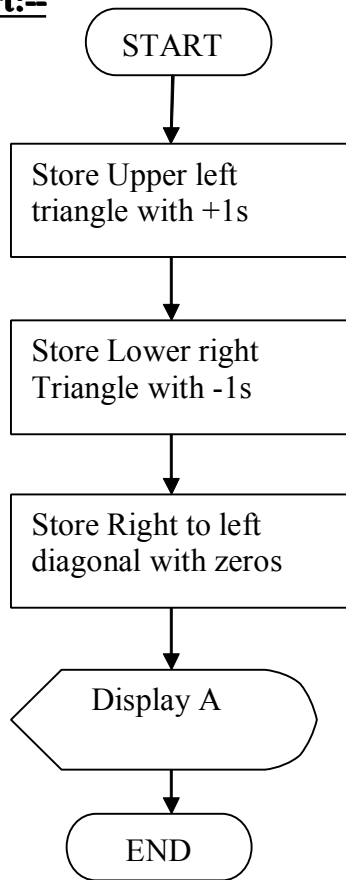 rt:--
START
Store Upper left
triangle with +1s
Store Lower right
Triangle with -1s
Store Right to left
diagonal with zeros
Display A
END